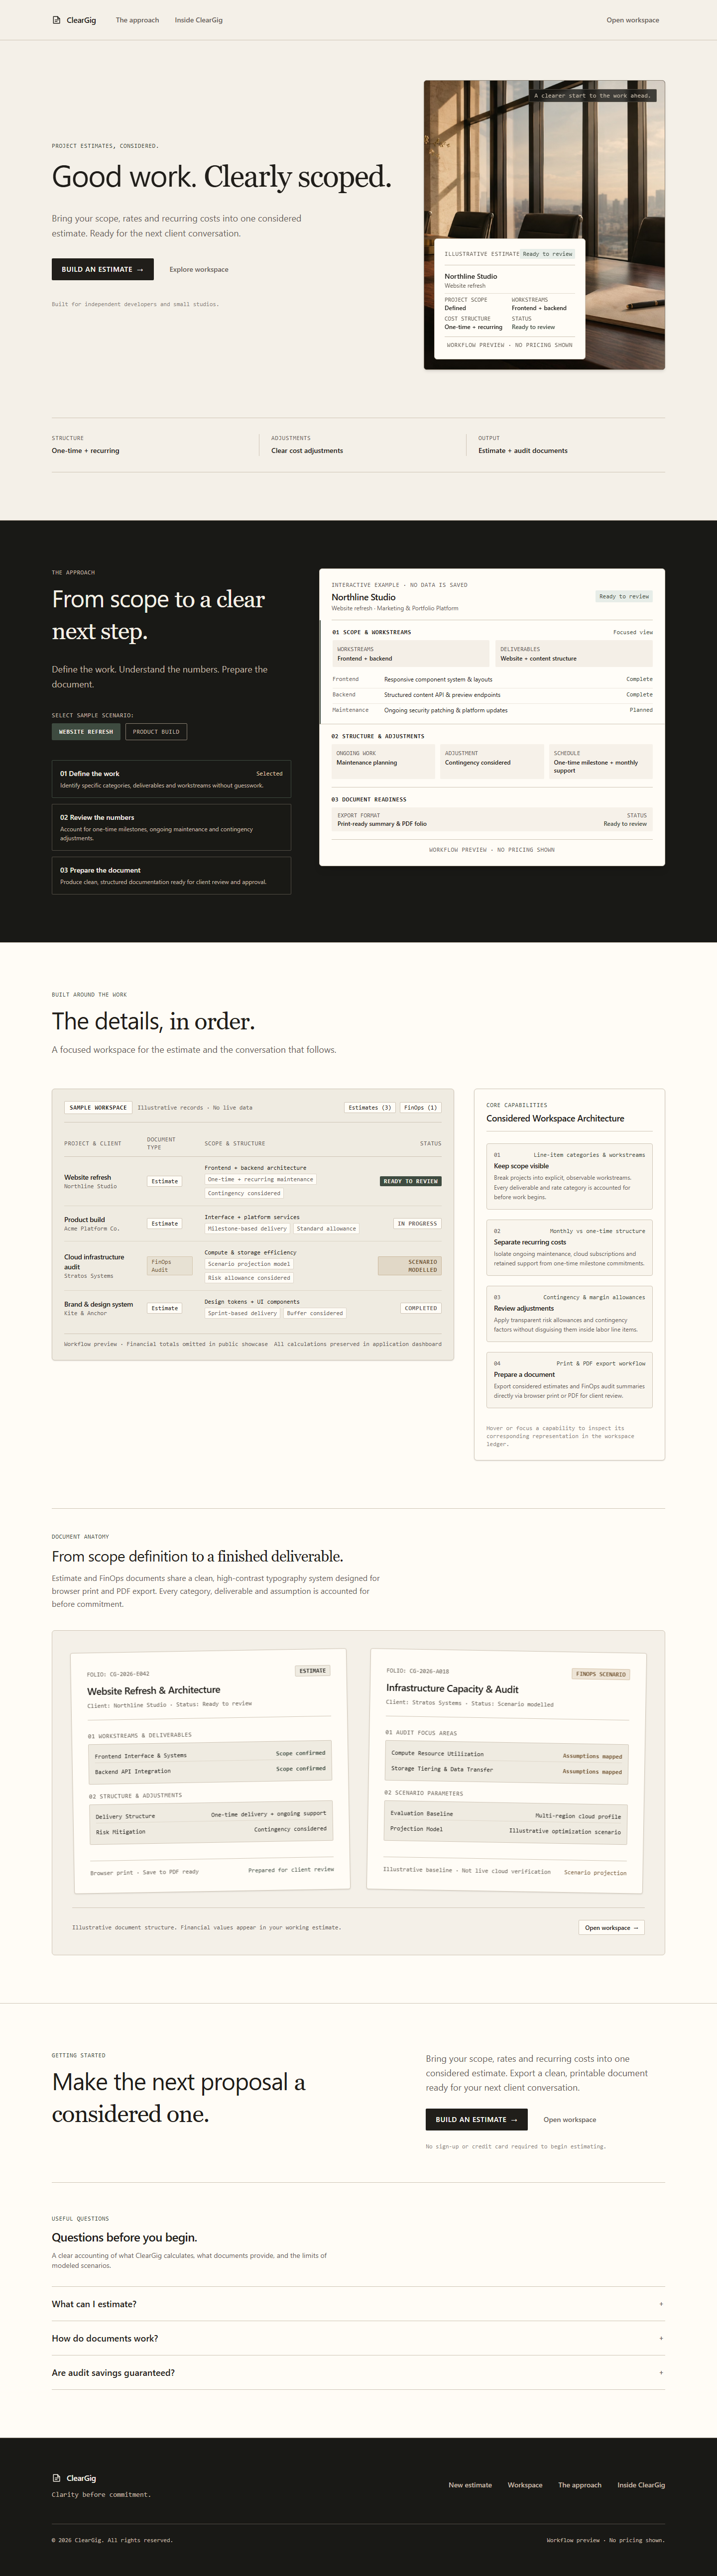 ClearGig
The approach
Inside ClearGig
Open workspace
A clearer start to the work ahead.
PROJECT ESTIMATES, CONSIDERED.
Good work. Clearly scoped.
Bring your scope, rates and recurring costs into one considered
estimate. Ready for the next client conversation.
BUILD AN ESTIMATE →
Explore workspace
Built for independent developers and small studios.
ILLUSTRATIVE ESTIMATE
Ready to review
Northline Studio
Website refresh
PROJECT SCOPE
Defined
WORKSTREAMS
Frontend + backend
COST STRUCTURE
One-time + recurring
STATUS
Ready to review
WORKFLOW PREVIEW · NO PRICING SHOWN
STRUCTURE
One-time + recurring
ADJUSTMENTS
Clear cost adjustments
OUTPUT
Estimate + audit documents
THE APPROACH
From scope to a clear
next step.
Define the work. Understand the numbers. Prepare the
document.
SELECT SAMPLE SCENARIO:
WEBSITE REFRESH
PRODUCT BUILD
01 Define the work
Selected
Identify specific categories, deliverables and workstreams without guesswork.
02 Review the numbers
Account for one-time milestones, ongoing maintenance and contingency
adjustments.
03 Prepare the document
Produce clean, structured documentation ready for client review and approval.
INTERACTIVE EXAMPLE · NO DATA IS SAVED
Northline Studio
Website refresh · Marketing & Portfolio Platform
Ready to review
01 SCOPE & WORKSTREAMS
Focused view
WORKSTREAMS
Frontend + backend
DELIVERABLES
Website + content structure
Frontend
Responsive component system & layouts
Complete
Backend
Structured content API & preview endpoints
Complete
Maintenance
Ongoing security patching & platform updates
Planned
02 STRUCTURE & ADJUSTMENTS
ONGOING WORK
Maintenance planning
ADJUSTMENT
Contingency considered
SCHEDULE
One-time milestone + monthly
support
03 DOCUMENT READINESS
EXPORT FORMAT
Print-ready summary & PDF folio
STATUS
Ready to review
WORKFLOW PREVIEW · NO PRICING SHOWN
BUILT AROUND THE WORK
The details, in order.
A focused workspace for the estimate and the conversation that follows.
SAMPLE WORKSPACE
Illustrative records · No live data
Estimates (3)
FinOps (1)
PROJECT & CLIENT
DOCUMENT
TYPE
SCOPE & STRUCTURE
STATUS
Website refresh
Northline Studio
Estimate
Frontend + backend architecture
One-time + recurring maintenance
Contingency considered
READY TO REVIEW
Product build
Acme Platform Co.
Estimate
Interface + platform services
Milestone-based delivery
Standard allowance
IN PROGRESS
Cloud infrastructure
audit
Stratus Systems
FinOps
Audit
Compute & storage efficiency
Scenario projection model
Risk allowance considered
SCENARIO
MODELLED
Brand & design system
Kite & Anchor
Estimate
Design tokens + UI components
Sprint-based delivery
Buffer considered
COMPLETED
Workflow preview · Financial totals omitted in public showcase
All calculations preserved in application dashboard
CORE CAPABILITIES
Considered Workspace Architecture
01
Line-item categories & workstreams
Keep scope visible
Break projects into explicit, observable workstreams.
Every deliverable and rate category is accounted for
before work begins.
02
Monthly vs one-time structure
Separate recurring costs
Isolate ongoing maintenance, cloud subscriptions and
retained support from one-time milestone commitments.
03
Contingency & margin allowances
Review adjustments
Apply transparent risk allowances and contingency
factors without disguising them inside labor line items.
04
Print & PDF export workflow
Prepare a document
Export considered estimates and FinOps audit summaries
directly via browser print or PDF for client review.
Hover or focus a capability to inspect its
corresponding representation in the workspace
ledger.
DOCUMENT ANATOMY
From scope definition to a finished deliverable.
Estimate and FinOps documents share a clean, high-contrast typography system designed for
browser print and PDF export. Every category, deliverable and assumption is accounted for
before commitment.
FOLIO: CG-2026-E042
ESTIMATE
Website Refresh & Architecture
Client: Northline Studio · Status: Ready to review
01 WORKSTREAMS & DELIVERABLES
Frontend Interface & Systems
Scope confirmed
Backend API Integration
Scope confirmed
02 STRUCTURE & ADJUSTMENTS
Delivery Structure
One-time delivery + ongoing support
Risk Mitigation
Contingency considered
Browser print · Save to PDF ready
Prepared for client review
FOLIO: CG-2026-A018
FINOPS SCENARIO
Infrastructure Capacity & Audit
Client: Stratus Systems · Status: Scenario modelled
01 AUDIT FOCUS AREAS
Compute Resource Utilization
Assumptions mapped
Storage Tiering & Data Transfer
Assumptions mapped
02 SCENARIO PARAMETERS
Evaluation Baseline
Multi-region cloud profile
Projection Model
Illustrative optimization scenario
Illustrative baseline · Not live cloud verification
Scenario projection
Illustrative document structure. Financial values appear in your working estimate.
Open workspace →
GETTING STARTED
Make the next proposal a
considered one.
Bring your scope, rates and recurring costs into one
considered estimate. Export a clean, printable document
ready for your next client conversation.
BUILD AN ESTIMATE →
Open workspace
No sign-up or credit card required to begin estimating.
USEFUL QUESTIONS
Questions before you begin.
A clear accounting of what ClearGig calculates, what documents provide, and the limits of
modeled scenarios.
What can I estimate?
+
How do documents work?
+
Are audit savings guaranteed?
+
ClearGig
Clarity before commitment.
New estimate
Workspace
The approach
Inside ClearGig
© 2026 ClearGig. All rights reserved.
Workflow preview · No pricing shown.